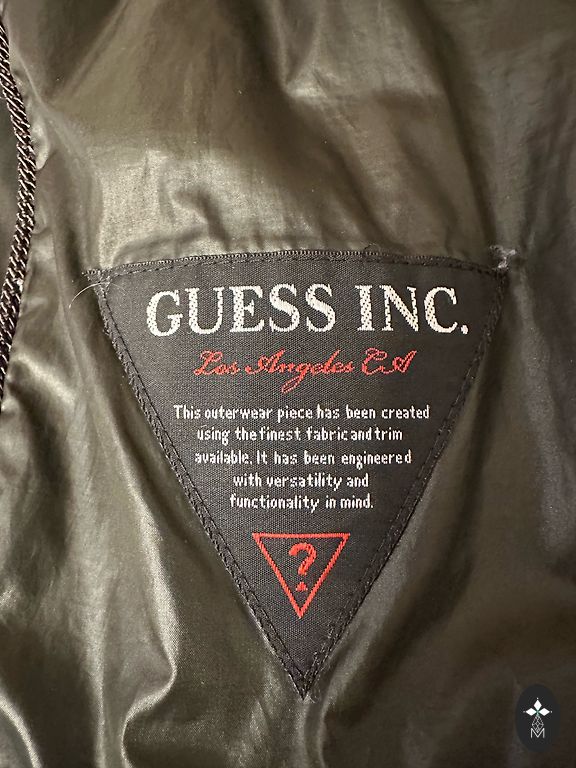 GUESS INC.
Los Angeles CA
This outerwear piece has been created
using the finest fabric and trim
available. It has been engineered
with versatility and
functionality in mind.
?
M